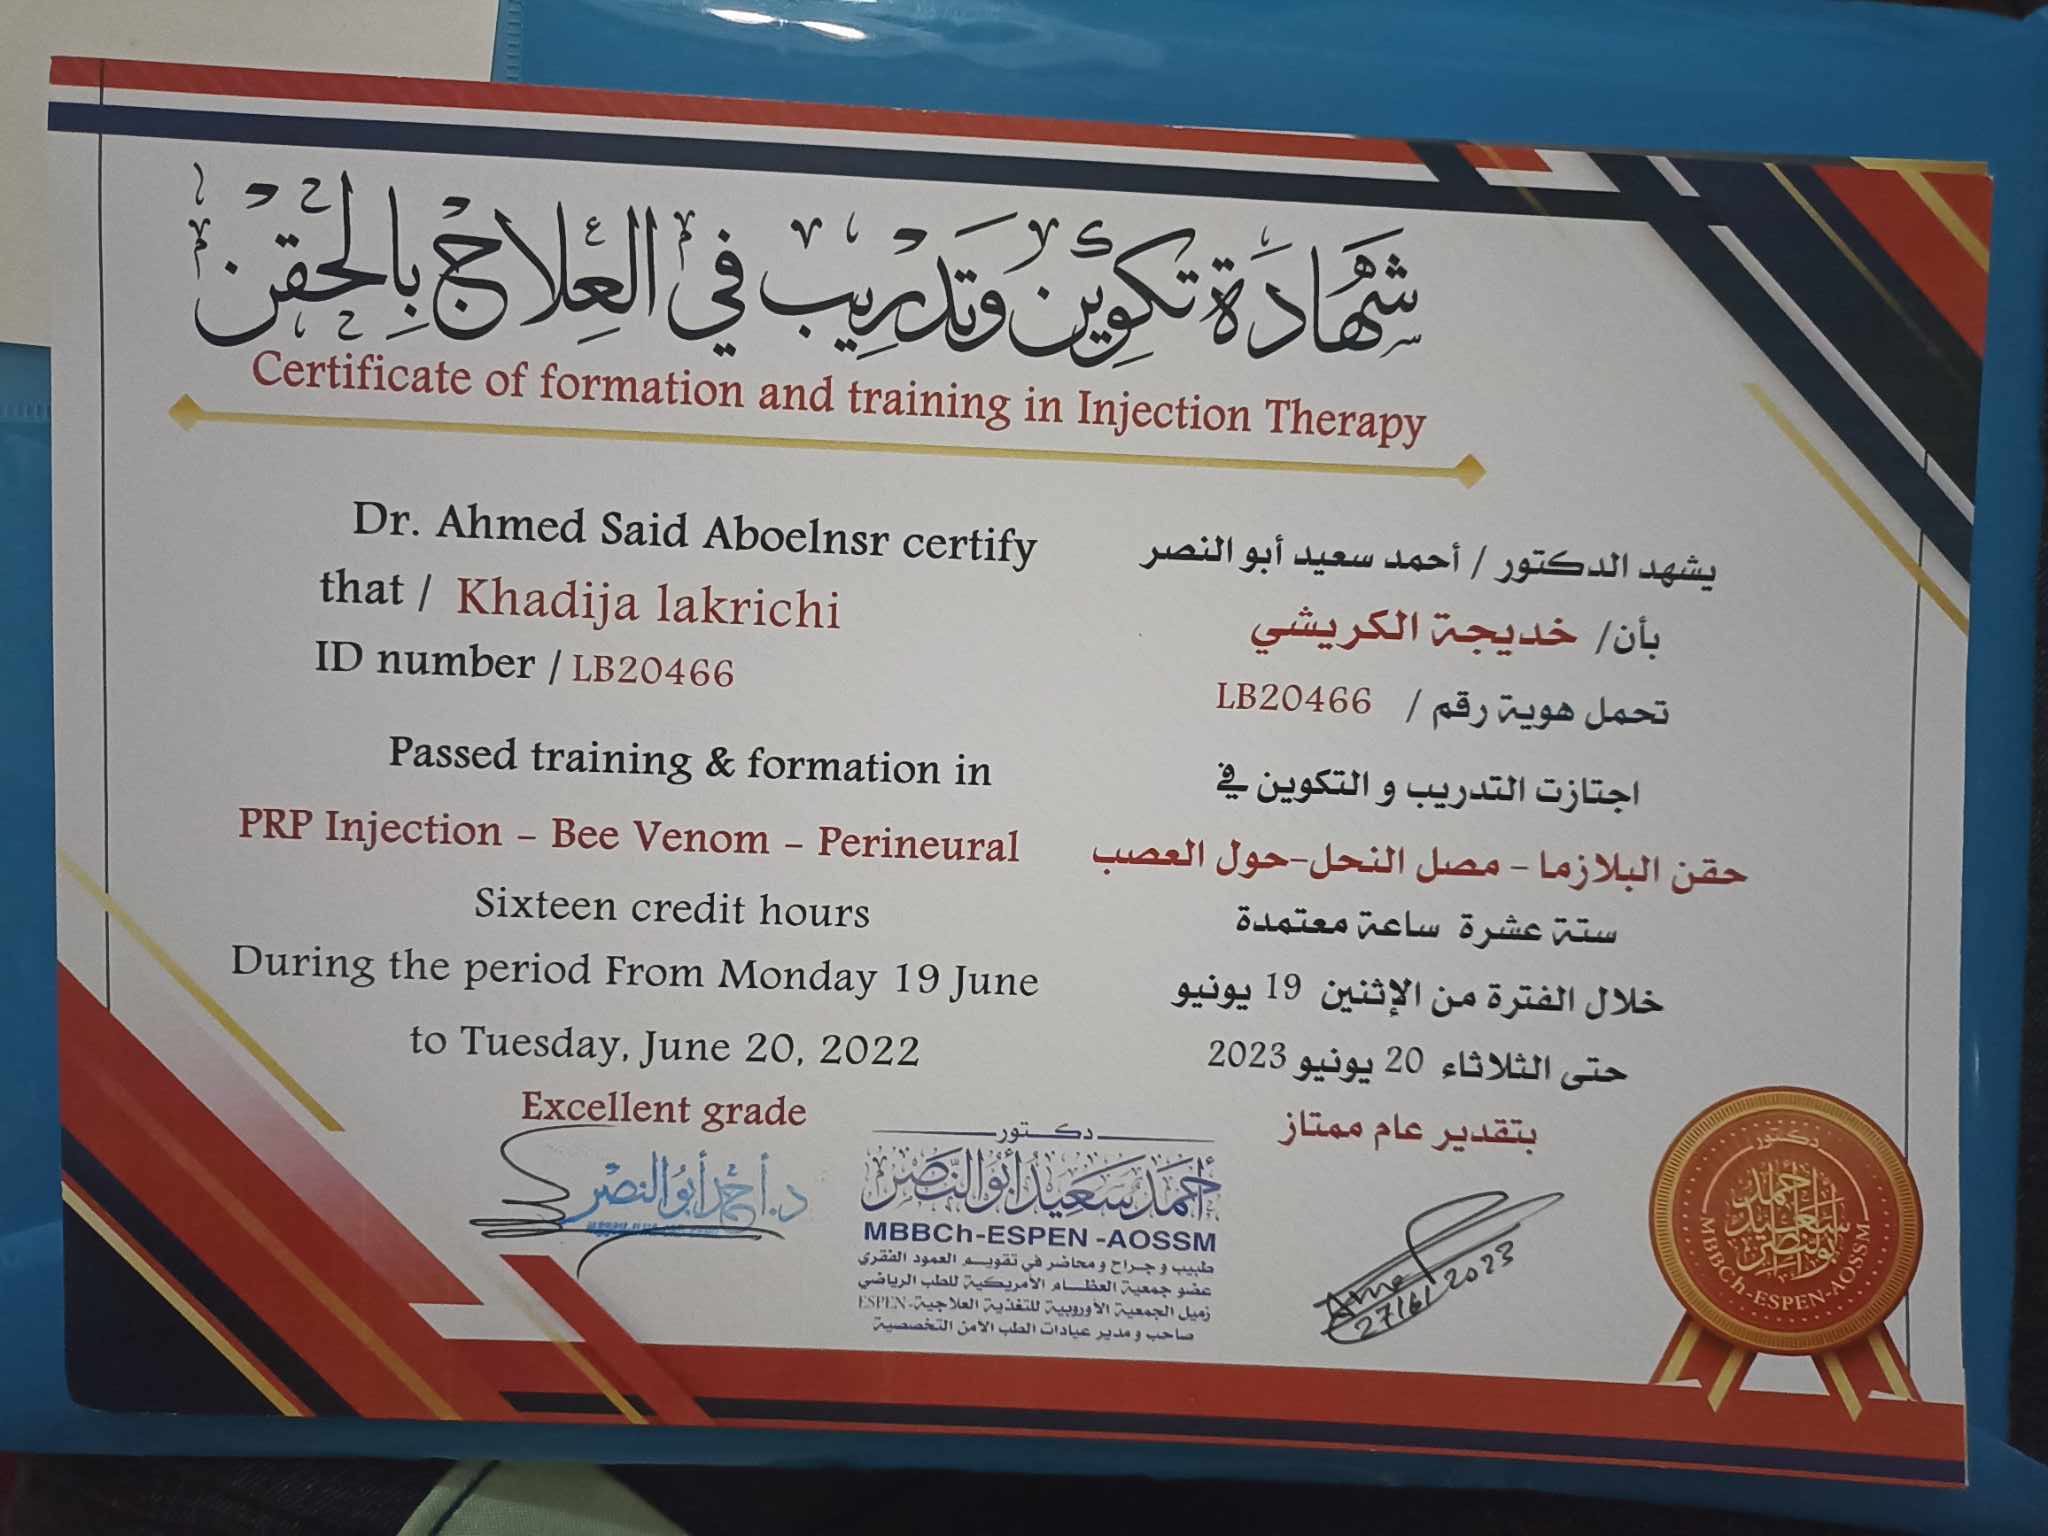 شهادة تكوين وتدريب في العلاج بالحقن
Certificate of formation and training in Injection Therapy
Dr. Ahmed Said Aboelnsr certify
that / Khadija lakrichi
ID number / LB20466
Passed training & formation in
PRP Injection – Bee Venom – Perineural
Sixteen credit hours
During the period From Monday 19 June
to Tuesday, June 20, 2022
Excellent grade
يشهد الدكتور / أحمد سعيد أبو النصر
بأن/ خديجة الكريشي
تحمل هوية رقم / LB20466
اجتازت التدريب و التكوين في
حقن البلازما – مصل النحل-حول العصب
ستة عشرة ساعة معتمدة
خلال الفترة من الإثنين 19 يونيو
حتى الثلاثاء 20 يونيو 2023
بتقدير عام ممتاز
د. أحمد أبو النصر
دكتور
أحمد سعيد أبو النصر
MBBCh-ESPEN -AOSSM
طبيب وجراح و محاضر في تقويم العمود الفقري
عضو جمعية العظام الأمريكية للطب الرياضي
زميل الجمعية الأوروبية للتغذية العلاجية-ESPEN
صاحب و مدير عيادات الطب الآمن التخصصية
27/6/2023
دكتور
أحمد سعيد أبو النصر
MBBCh-ESPEN-AOSSM